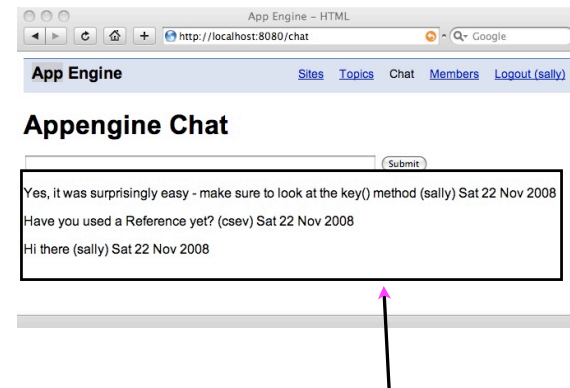 App Engine – HTML
http://localhost:8080/chat
Google
App Engine Sites Topics Chat Members Logout (sally)
Appengine Chat
Submit
Yes, it was surprisingly easy - make sure to look at the key() method (sally) Sat 22 Nov 2008
Have you used a Reference yet? (csev) Sat 22 Nov 2008
Hi there (sally) Sat 22 Nov 2008